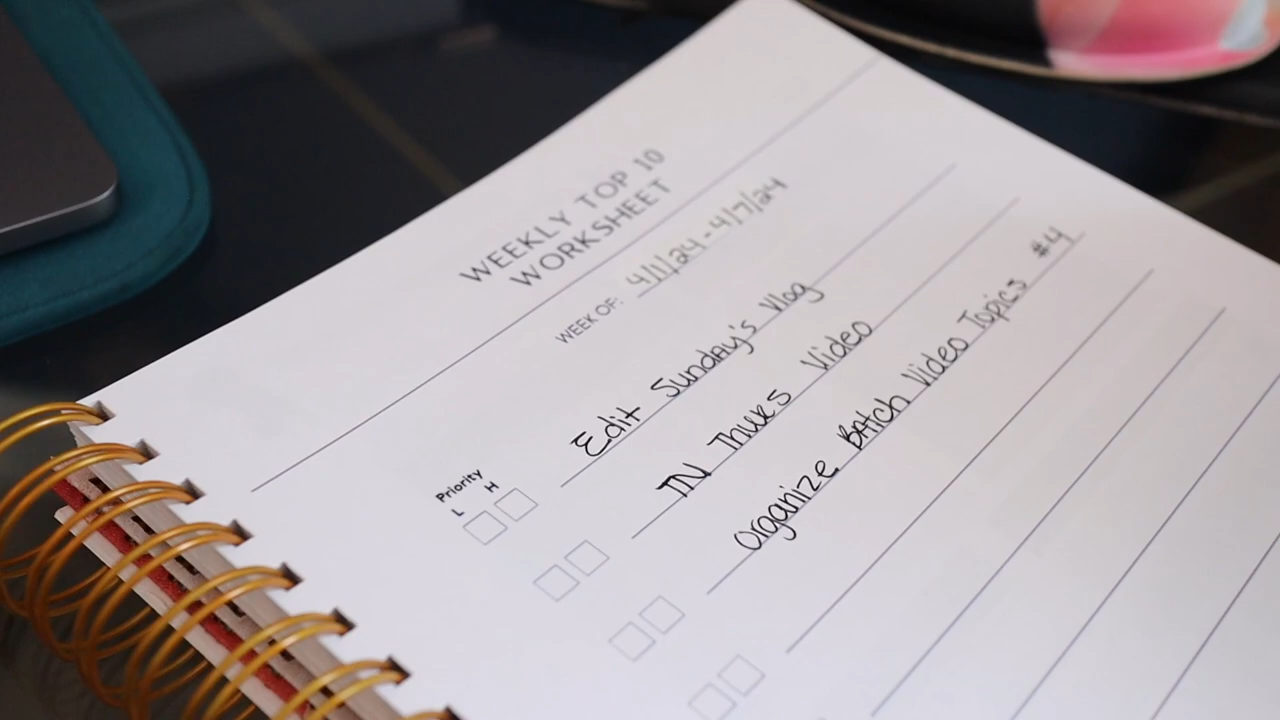 WEEKLY TOP 10
WORKSHEET
WEEK OF: 4/1/24 - 4/7/24
Priority
L H
Edit Sunday's Vlog
TN Thurs Video
Organize Batch Video Topics #4